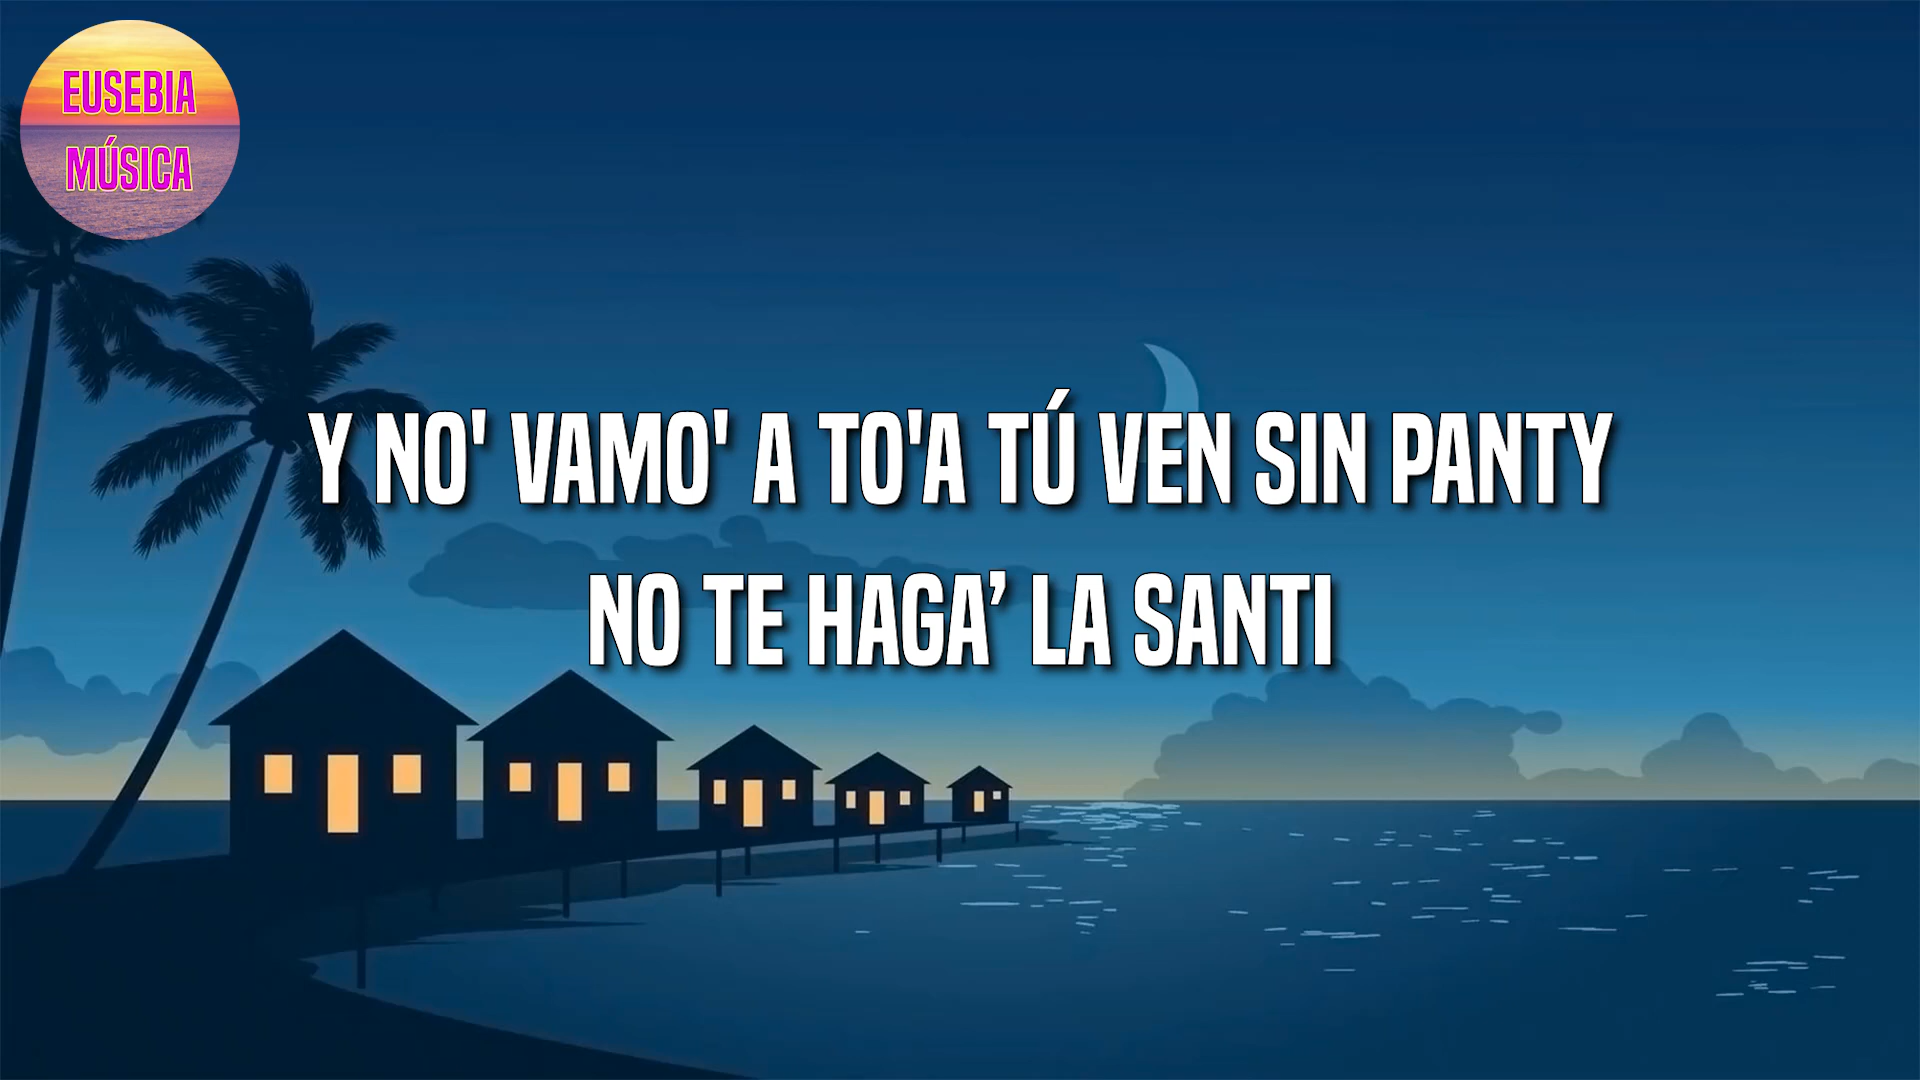 EUSEBIA
MÚSICA
Y NO' VAMO' A TO'A TÚ VEN SIN PANTY
NO TE HAGA’ LA SANTI